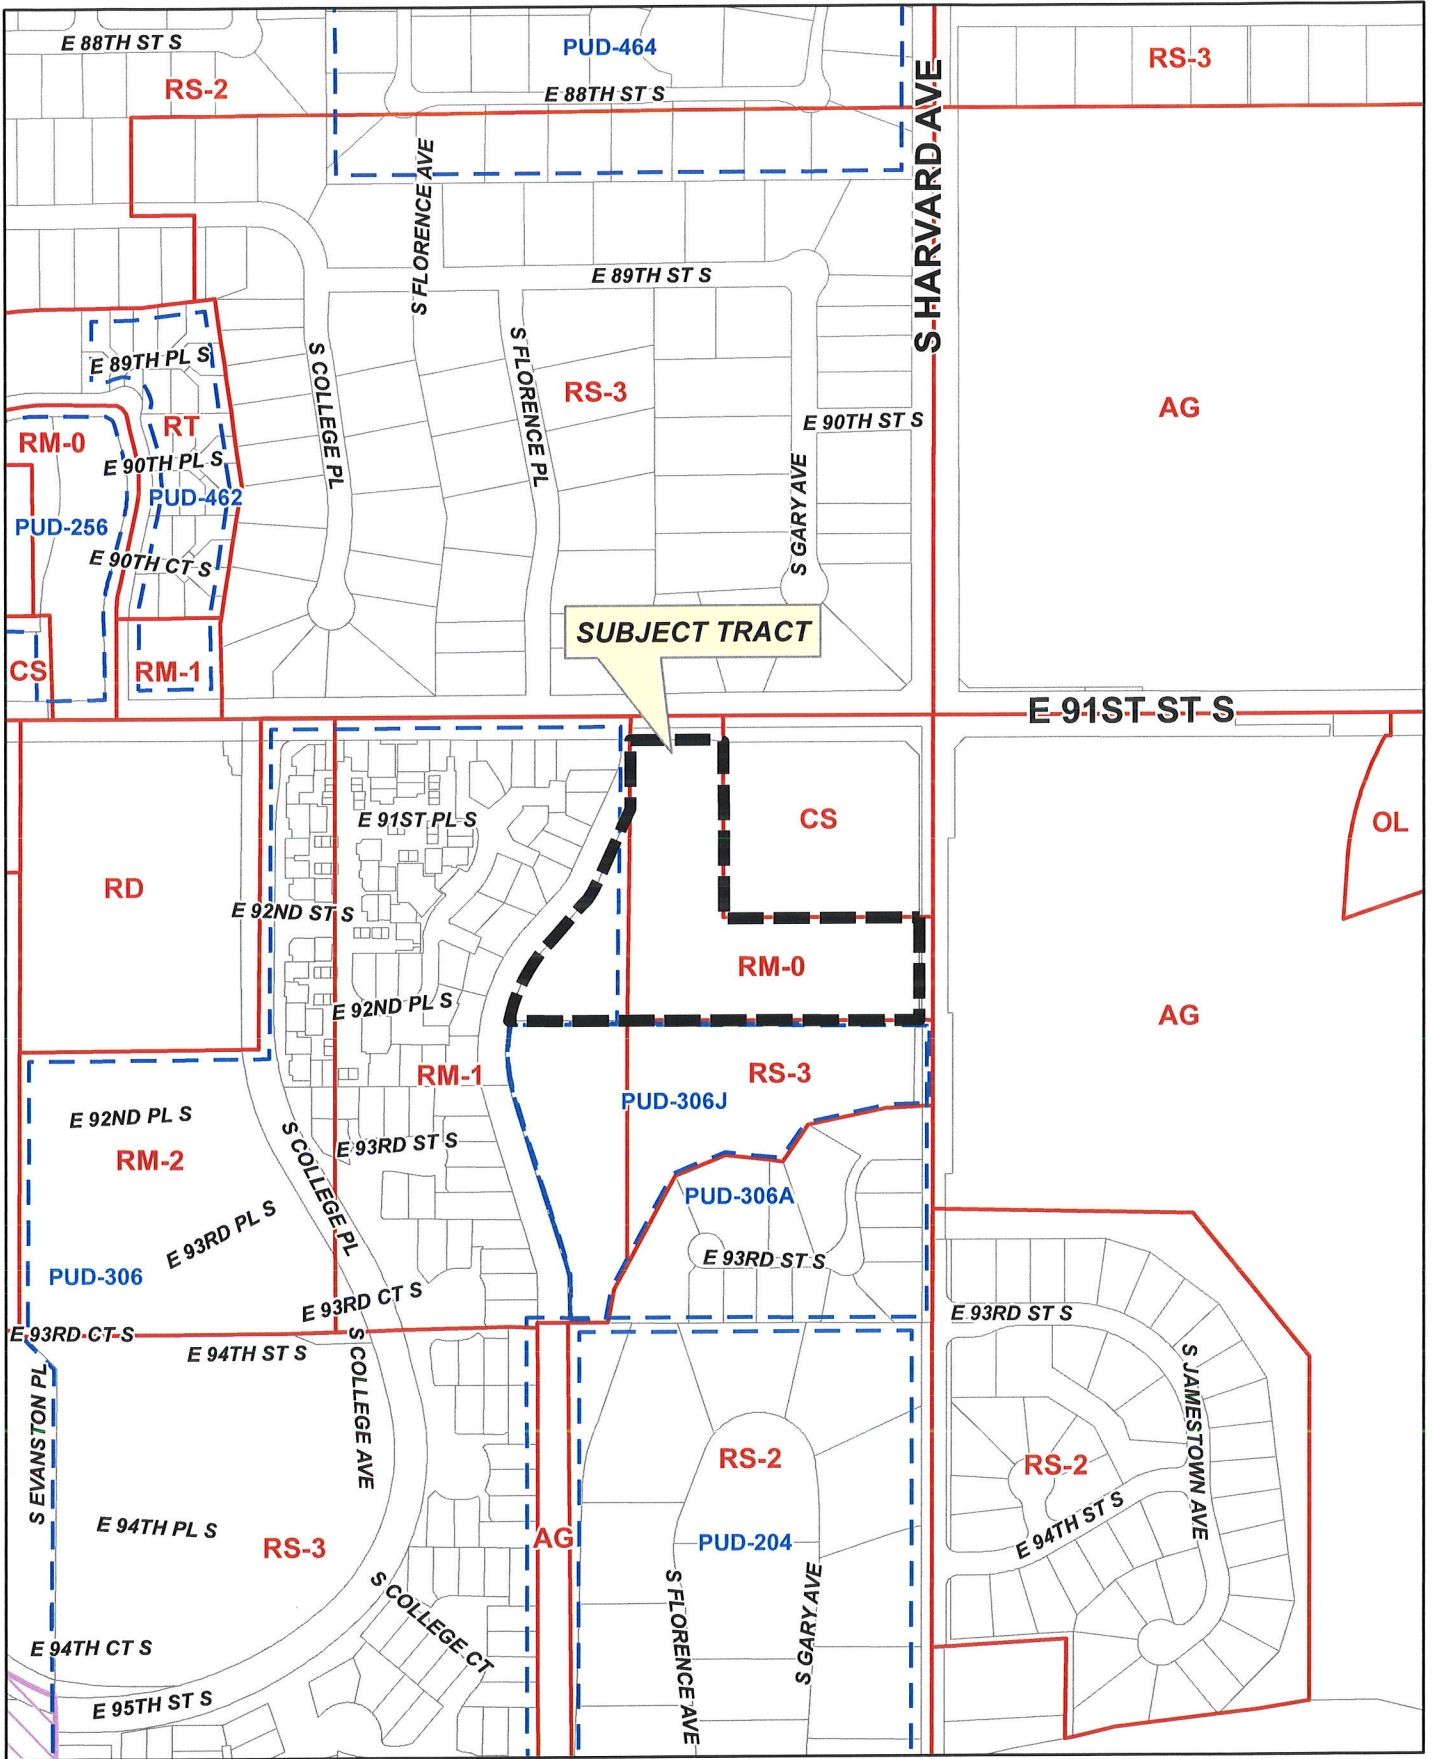 E 88TH ST S
PUD-464
RS-3
RS-2
E 88TH ST S
S HARVARD AVE
S FLORENCE AVE
E 89TH ST S
E 89TH PL S
S COLLEGE PL
S FLORENCE PL
RS-3
AG
RT
E 90TH ST S
RM-0
E 90TH PL S
PUD-462
S GARY AVE
PUD-256
E 90TH CT S
SUBJECT TRACT
CS
RM-1
E 91ST ST S
E 91ST PL S
CS
OL
RD
E 92ND ST S
RM-0
E 92ND PL S
AG
RM-1
RS-3
PUD-306J
E 92ND PL S
S COLLEGE PL
E 93RD ST S
RM-2
PUD-306A
E 93RD PL S
E 93RD ST S
PUD-306
E 93RD CT S
E 93RD ST S
E 93RD CT S
E 94TH ST S
S COLLEGE AVE
S EVANSTON PL
S JAMESTOWN AVE
RS-2
RS-2
E 94TH PL S
RS-3
AG
PUD-204
E 94TH ST S
S COLLEGE CT
S FLORENCE AVE
S GARY AVE
E 94TH CT S
E 95TH ST S